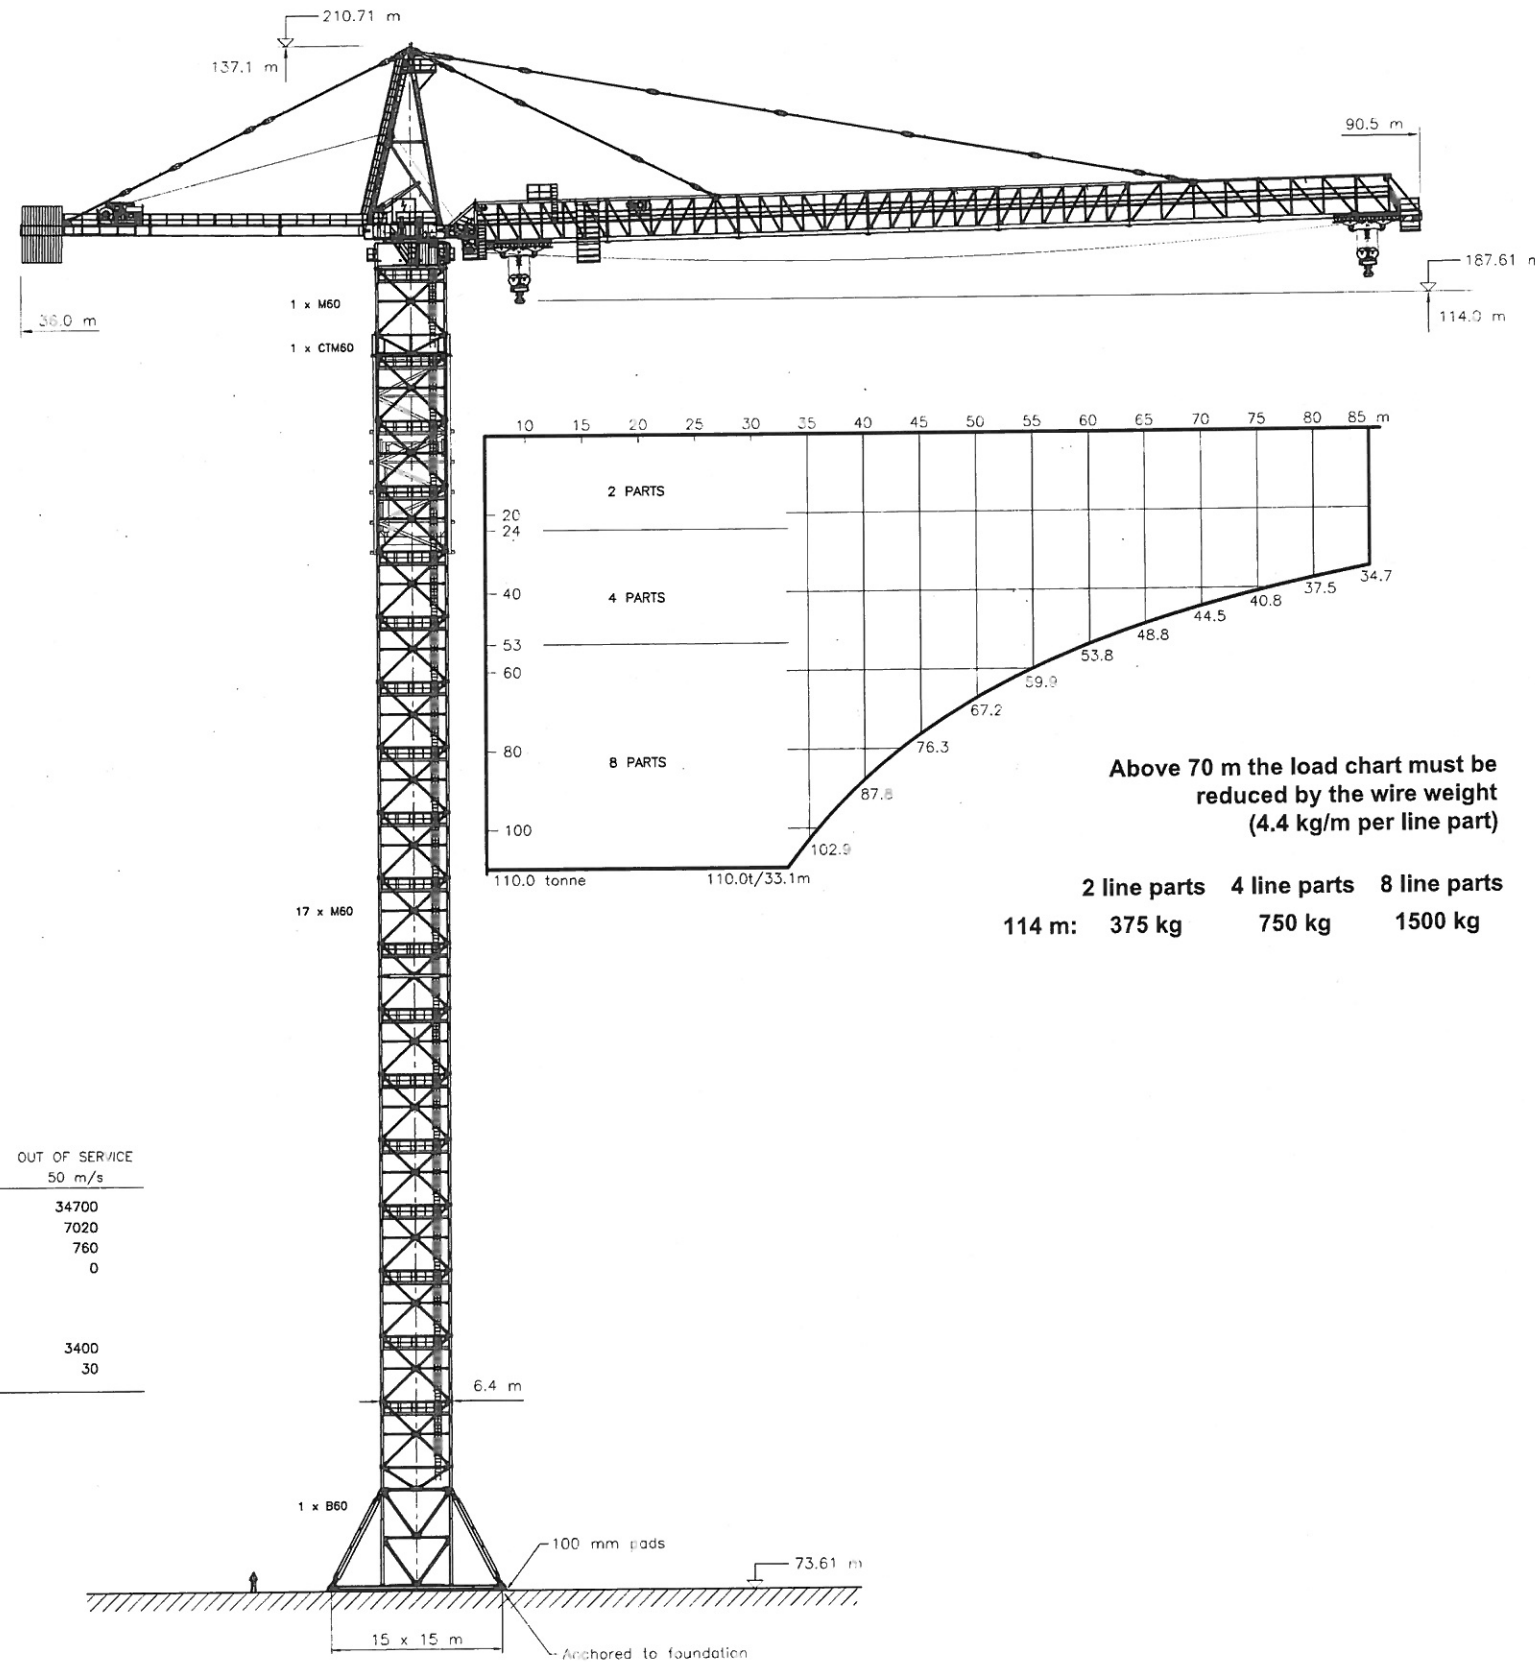 210.71 m
137.1 m
90.5 m
187.61
114.0 m
36.0 m
1 x M60
1 x CTM60
10 15 20 25 30 35 40 45 50 55 60 65 70 75 80 85 m
2 PARTS
20
24
4 PARTS
40
53
60
80
8 PARTS
100
34.7
37.5
40.8
44.5
48.8
53.8
59.9
67.2
76.3
87.8
102.9
110.0 tonne
110.0t/33.1m
Above 70 m the load chart must be
reduced by the wire weight
(4.4 kg/m per line part)
2 line parts 4 line parts 8 line parts
114 m: 375 kg 750 kg 1500 kg
17 x M60
OUT OF SERVICE
50 m/s
34700
7020
760
0
3400
30
6.4 m
1 x B60
100 mm pads
73.61 m
15 x 15 m
Anchored to foundation